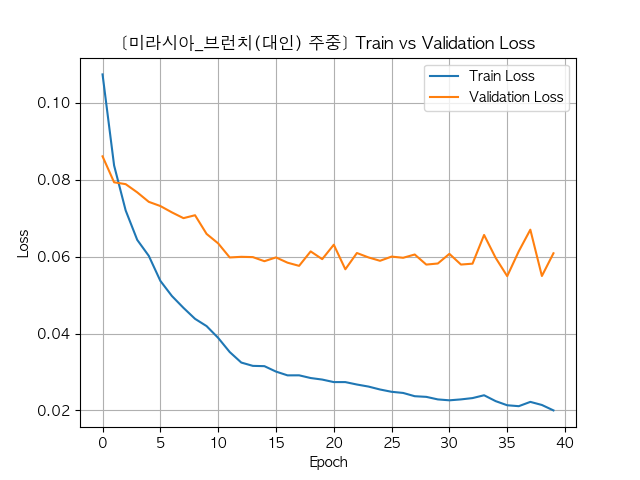 [미라시아_브런치(대인) 주중] Train vs Validation Loss
Train Loss
Validation Loss
Loss
0.10
0.08
0.06
0.04
0.02
0 5 10 15 20 25 30 35 40
Epoch